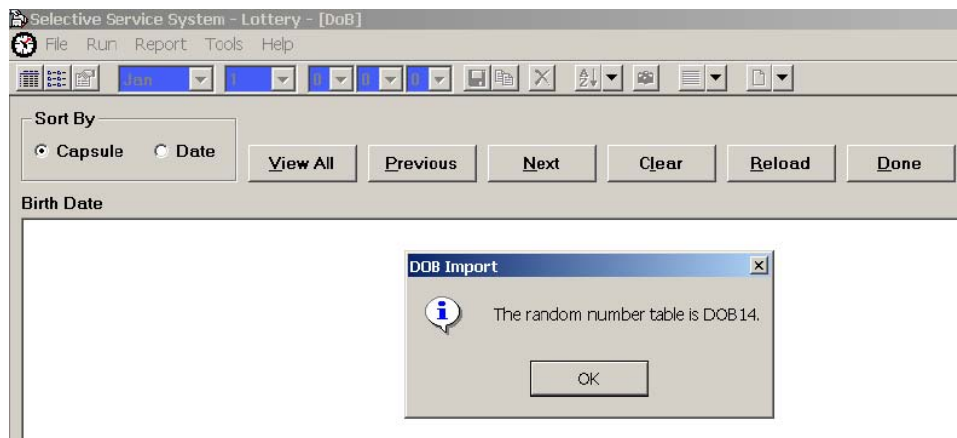 Selective Service System - Lottery - [DoB]
File Run Report Tools Help
Jan 1 0 0 0
Sort By
Capsule Date
View All Previous Next Clear Reload Done
Birth Date
DOB Import
The random number table is DOB14.
OK